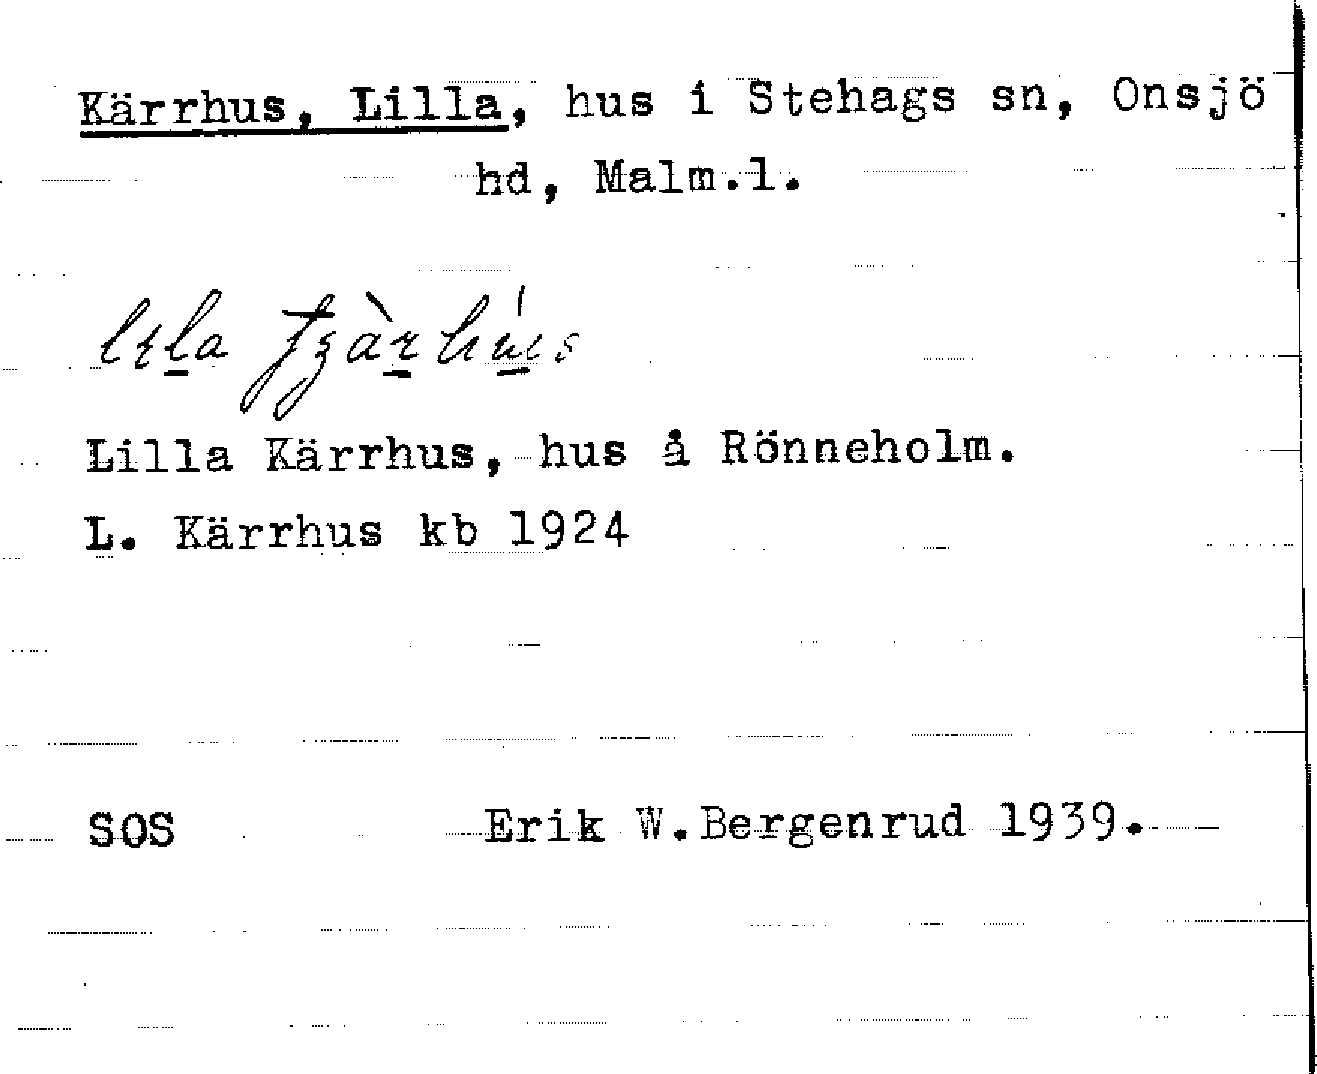 Kärrhus, Lilla, hus i Stehags sn, Onsjö
hd, Malm.l.
Lilla Kärrhus, hus å Rönneholm.
L. Kärrhus kb 1924
SOS Erik W.Bergenrud 1939.